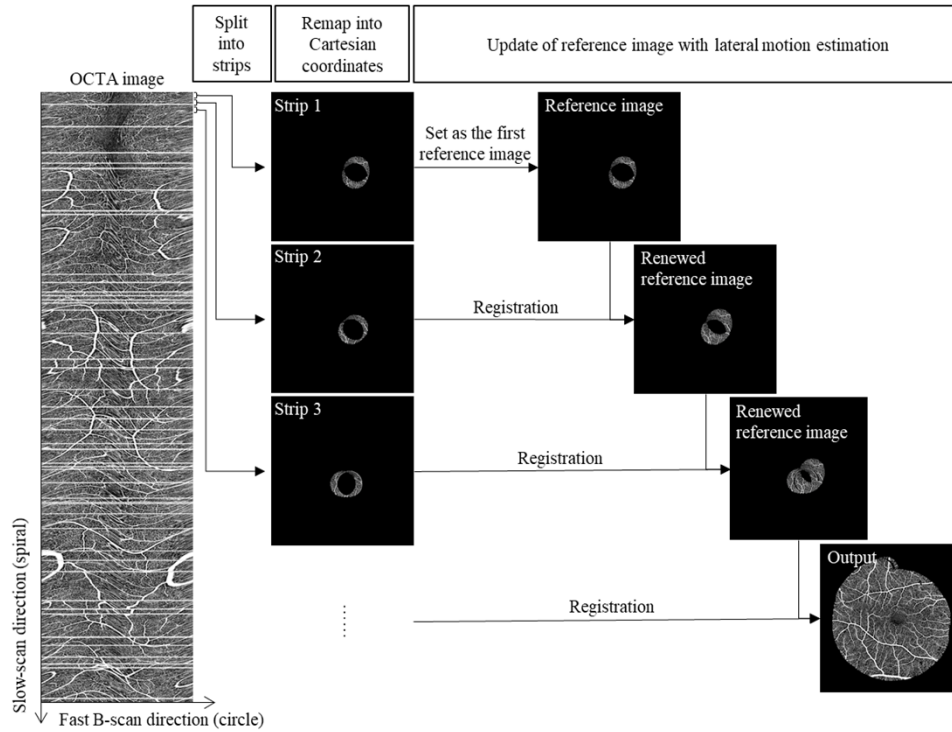 Split
into
strips
Remap into
Cartesian
coordinates
Update of reference image with lateral motion estimation
OCTA image
Strip 1
Set as the first
reference image
Reference image
Strip 2
Registration
Renewed
reference image
Strip 3
Registration
Renewed
reference image
Registration
Output
Slow-scan direction (spiral)
Fast B-scan direction (circle)